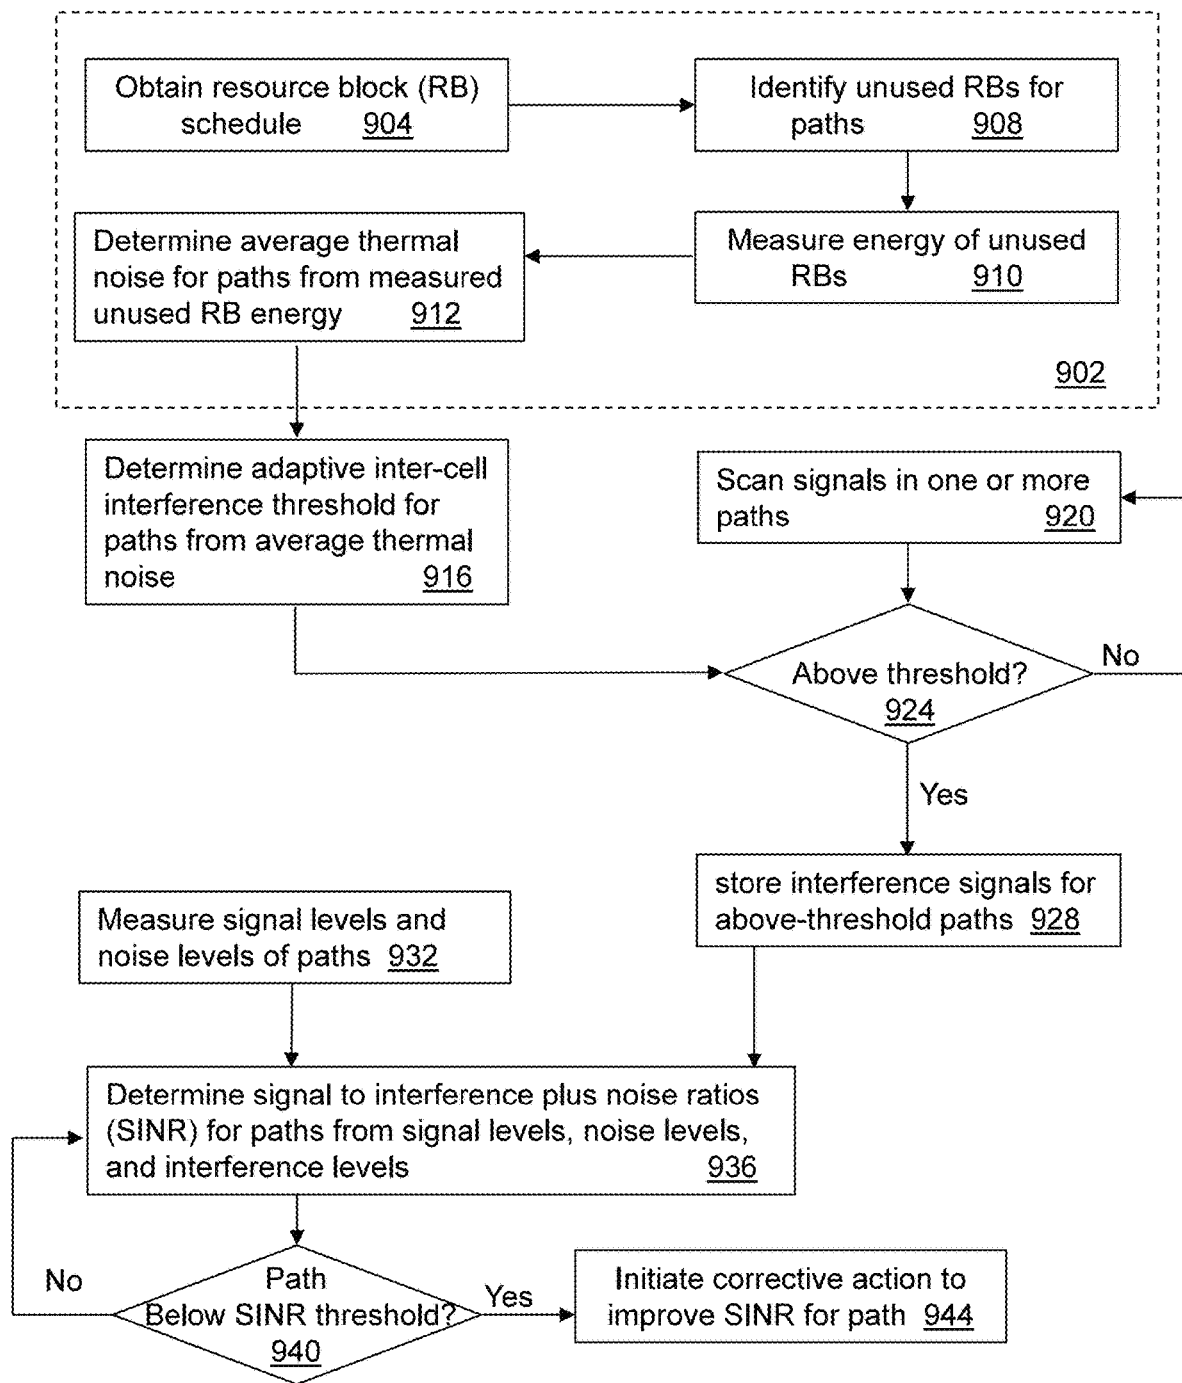 Obtain resource block (RB)
schedule 904
Identify unused RBs for
paths 908
Measure energy of unused
RBs 910
Determine average thermal
noise for paths from measured
unused RB energy 912
902
Determine adaptive inter-cell
interference threshold for
paths from average thermal
noise 916
Scan signals in one or more
paths 920
Above threshold?
924
No
Yes
store interference signals for
above-threshold paths 928
Measure signal levels and
noise levels of paths 932
Determine signal to interference plus noise ratios
(SINR) for paths from signal levels, noise levels,
and interference levels 936
Path
Below SINR threshold?
940
No
Yes
Initiate corrective action to
improve SINR for path 944